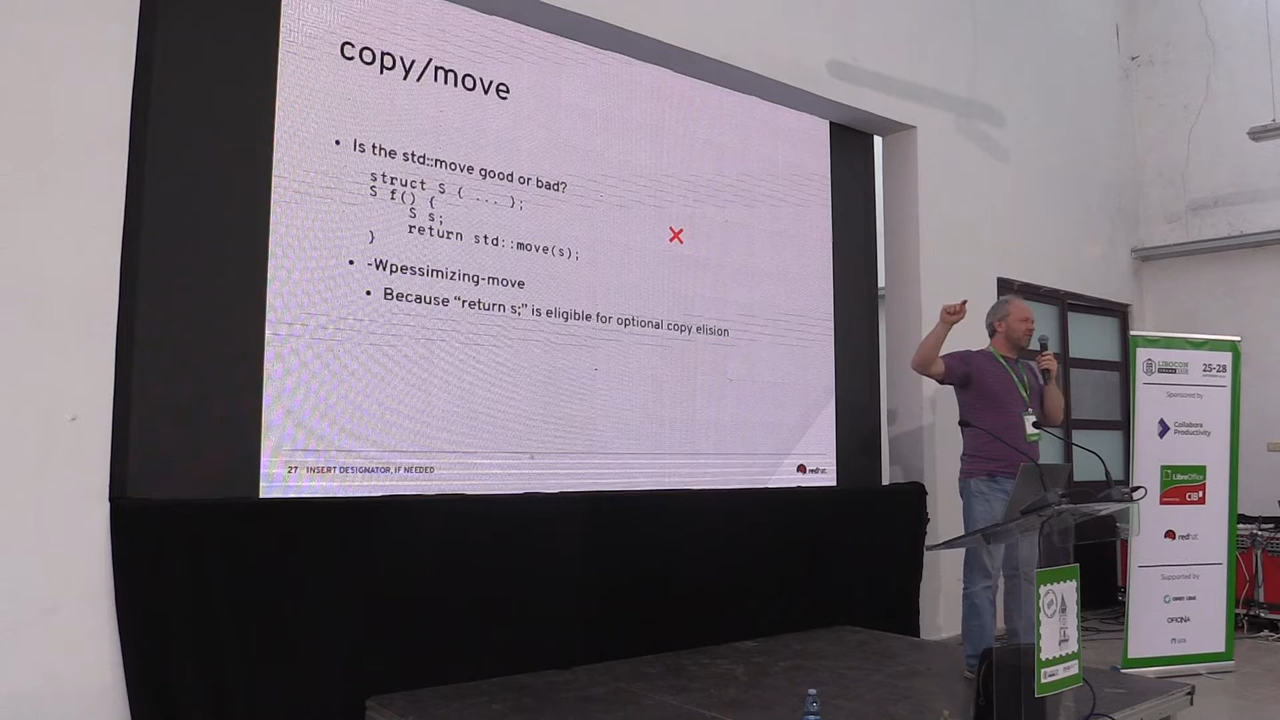 copy/move
• Is the std::move good or bad?
struct S { ... };
S f() {
S s;
return std::move(s);
}
• -Wpessimizing-move
• Because “return s;” is eligible for optional copy elision
27 INSERT DESIGNATOR, IF NEEDED
redhat
LIBOCON
25-28
Sponsored by
Collabora
Productivity
LibreOffice
CIB
redhat
Supported by
OFICINA